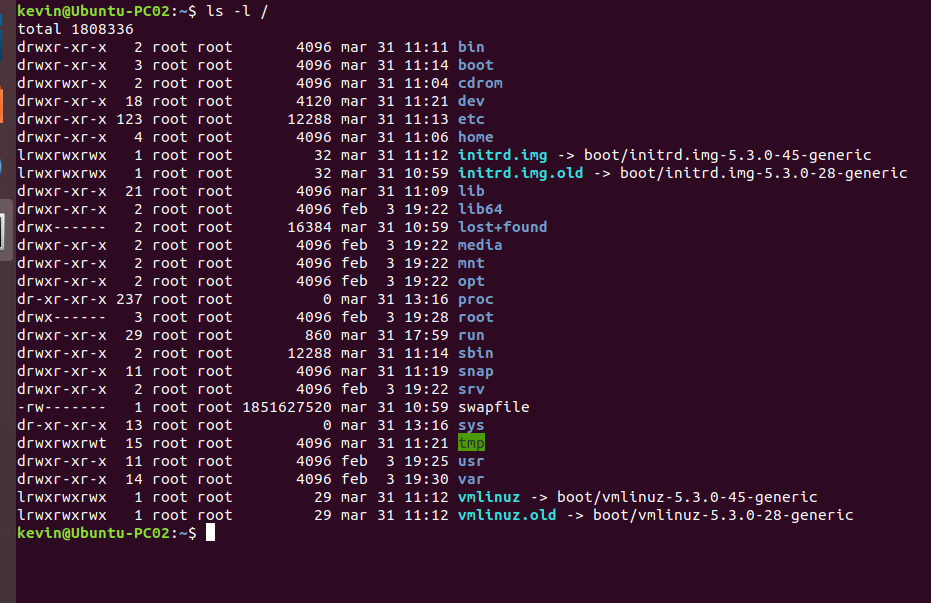 kevin@Ubuntu-PC02:~$ ls -l /
total 1808336
drwxr-xr-x   2 root root       4096 mar 31 11:11 bin
drwxr-xr-x   3 root root       4096 mar 31 11:14 boot
drwxrwxr-x   2 root root       4096 mar 31 11:04 cdrom
drwxr-xr-x  18 root root       4120 mar 31 11:21 dev
drwxr-xr-x 123 root root      12288 mar 31 11:13 etc
drwxr-xr-x   4 root root       4096 mar 31 11:06 home
lrwxrwxrwx   1 root root         32 mar 31 11:12 initrd.img -> boot/initrd.img-5.3.0-45-generic
lrwxrwxrwx   1 root root         32 mar 31 10:59 initrd.img.old -> boot/initrd.img-5.3.0-28-generic
drwxr-xr-x  21 root root       4096 mar 31 11:09 lib
drwxr-xr-x   2 root root       4096 feb  3 19:22 lib64
drwx------   2 root root      16384 mar 31 10:59 lost+found
drwxr-xr-x   2 root root       4096 feb  3 19:22 media
drwxr-xr-x   2 root root       4096 feb  3 19:22 mnt
drwxr-xr-x   2 root root       4096 feb  3 19:22 opt
dr-xr-xr-x 237 root root          0 mar 31 13:16 proc
drwx------   3 root root       4096 feb  3 19:28 root
drwxr-xr-x  29 root root        860 mar 31 17:59 run
drwxr-xr-x   2 root root      12288 mar 31 11:14 sbin
drwxr-xr-x  11 root root       4096 mar 31 11:19 snap
drwxr-xr-x   2 root root       4096 feb  3 19:22 srv
-rw-------   1 root root 1851627520 mar 31 10:59 swapfile
dr-xr-xr-x  13 root root          0 mar 31 13:16 sys
drwxrwxrwt  15 root root       4096 mar 31 11:21 tmp
drwxr-xr-x  11 root root       4096 feb  3 19:25 usr
drwxr-xr-x  14 root root       4096 feb  3 19:30 var
lrwxrwxrwx   1 root root         29 mar 31 11:12 vmlinuz -> boot/vmlinuz-5.3.0-45-generic
lrwxrwxrwx   1 root root         29 mar 31 11:12 vmlinuz.old -> boot/vmlinuz-5.3.0-28-generic
kevin@Ubuntu-PC02:~$